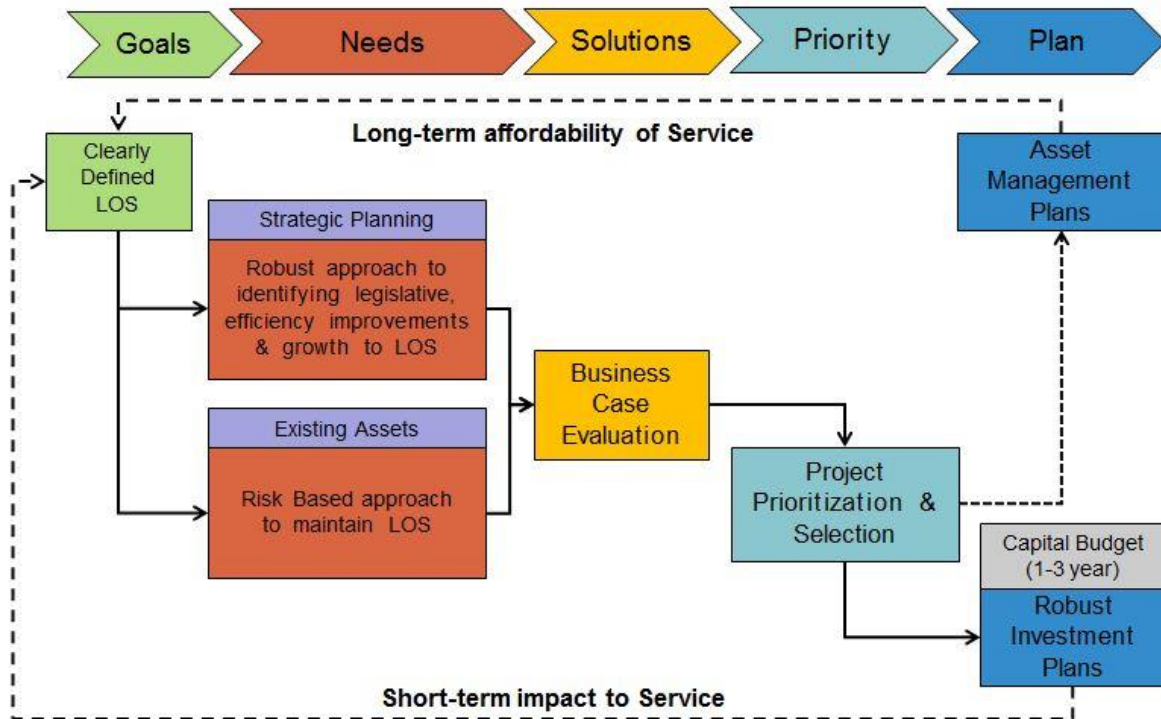 Goals
Needs
Solutions
Priority
Plan
Long-term affordability of Service
Clearly
Defined
LOS
Asset
Management
Plans
Strategic Planning
Robust approach to
identifying legislative,
efficiency improvements
& growth to LOS
Existing Assets
Risk Based approach
to maintain LOS
Business
Case
Evaluation
Project
Prioritization &
Selection
Capital Budget
(1-3 year)
Robust
Investment
Plans
Short-term impact to Service